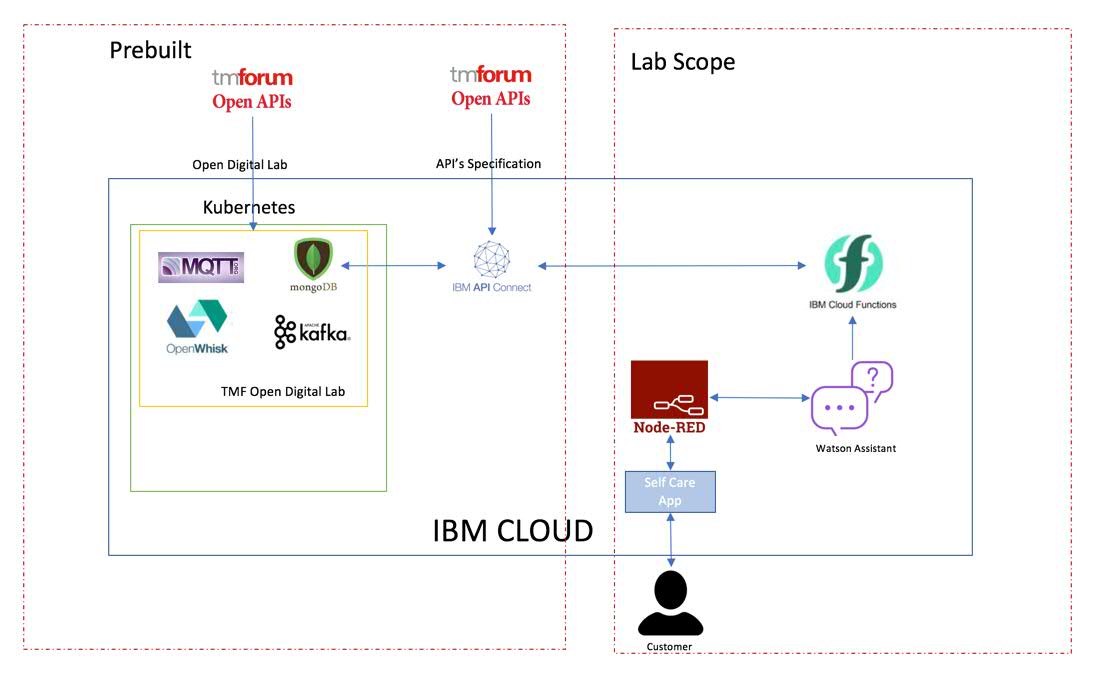 Prebuilt
tmforum
Open APIs
tmforum
Open APIs
Open Digital Lab
API's Specification
Kubernetes
MQTT
mongoDB
OpenWhisk
APACHE
kafka
TMF Open Digital Lab
IBM API Connect
IBM CLOUD
Lab Scope
IBM Cloud Functions
Node-RED
?
Watson Assistant
Self Care
App
Customer